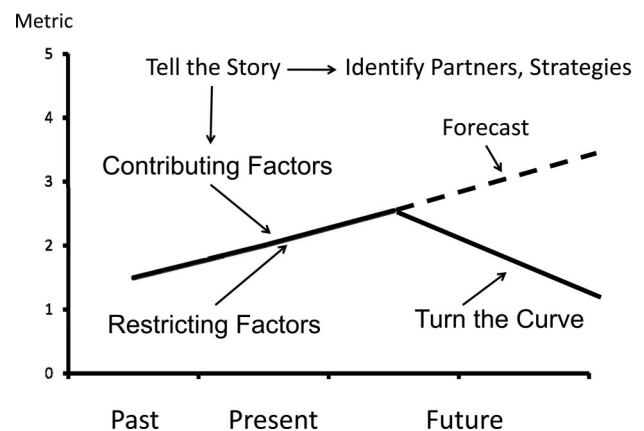 Metric
5
Tell the Story
Identify Partners, Strategies
4
Forecast
Contributing Factors
3
2
1
Restricting Factors
Turn the Curve
0
Past
Present
Future